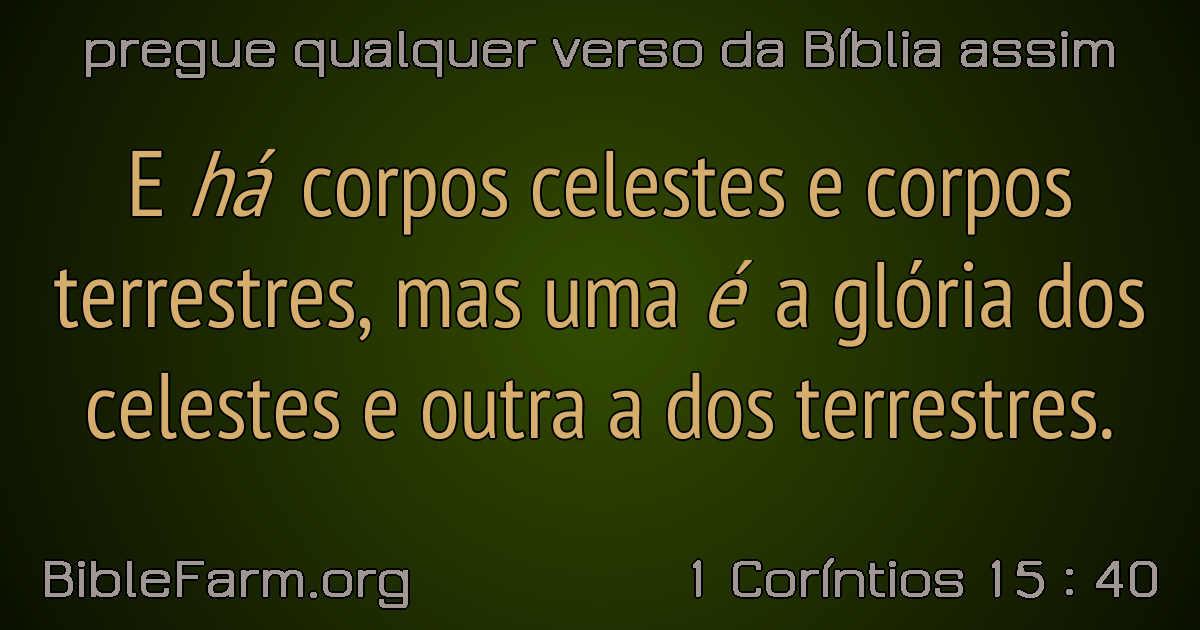 pregue qualquer verso da Bíblia assim
E há corpos celestes e corpos
terrestres, mas uma é a glória dos
celestes e outra a dos terrestres.
BibleFarm.org
1 Coríntios 15 : 40